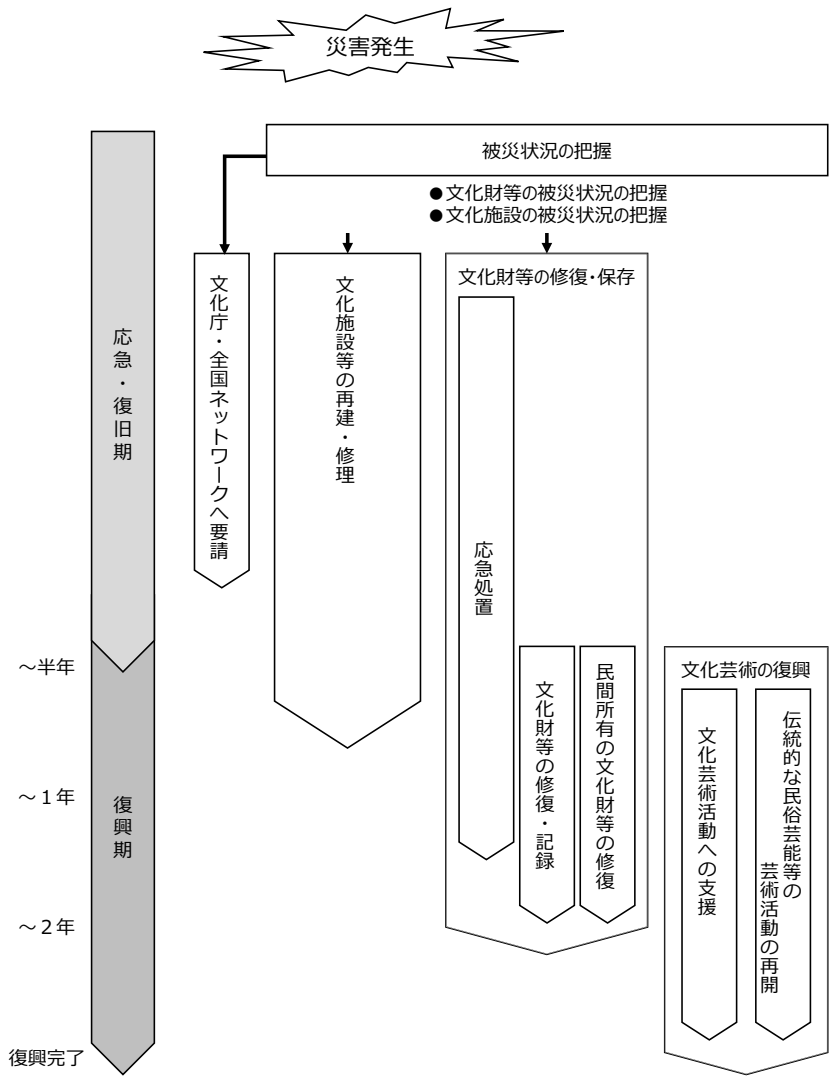 災害発生
被災状況の把握
●文化財等の被災状況の把握
●文化施設の被災状況の把握
応急・復旧期
文化庁・全国ネットワークへ要請
文化施設等の再建・修理
文化財等の修復・保存
応急処置
文化財等の修復・記録
民間所有の文化財等の修復
文化芸術の復興
文化芸術活動への支援
伝統的な民俗芸能等の
芸術活動の再開
復興期
～半年
～1年
～2年
復興完了